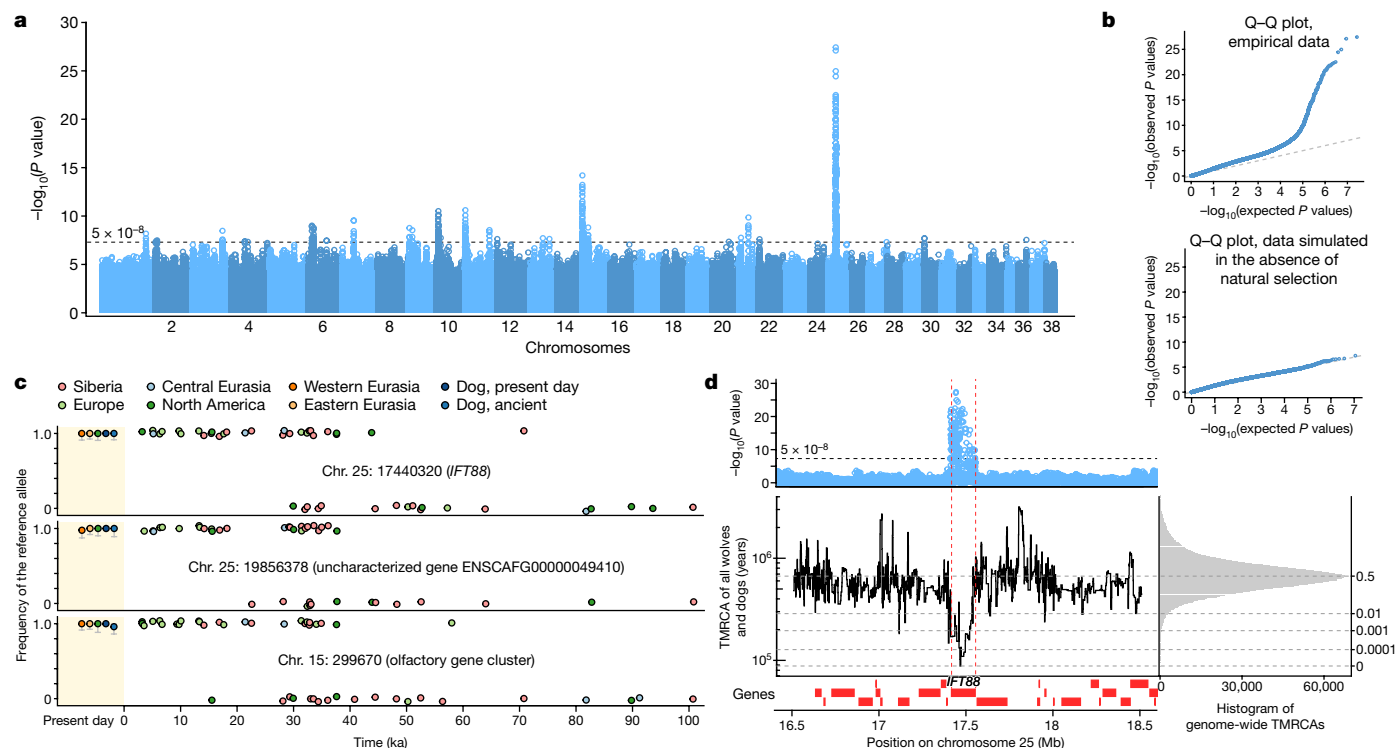 a
30
25
20
15
10
5
0
–log₁₀(P value)
5 × 10⁻⁸
2 4 6 8 10 12 14 16 18 20 22 24 26 28 30 32 34 36 38
Chromosomes
b
Q–Q plot,
empirical data
25
20
15
10
5
0
–log₁₀(observed P values)
0 1 2 3 4 5 6 7
–log₁₀(expected P values)
Q–Q plot, data simulated
in the absence of
natural selection
25
20
15
10
5
0
–log₁₀(observed P values)
0 1 2 3 4 5 6 7
–log₁₀(expected P values)
c
Siberia Central Eurasia Western Eurasia Dog, present day
Europe North America Eastern Eurasia Dog, ancient
Frequency of the reference allele
1.0
Chr. 25: 17440320 (IFT88)
0
1.0
Chr. 25: 19856378 (uncharacterized gene ENSCAFG00000049410)
0
1.0
Chr. 15: 299670 (olfactory gene cluster)
0
Present day 0 10 20 30 40 50 60 70 80 90 100
Time (ka)
d
30
20
10
0
–log₁₀(P value)
5 × 10⁻⁸
TMRCA of all wolves
and dogs (years)
10⁶
10⁵
0.5
0.01
0.001
0.0001
0
IFT88
Genes
0 30,000 60,000
Histogram of
genome-wide TMRCAs
16.5 17 17.5 18 18.5
Position on chromosome 25 (Mb)